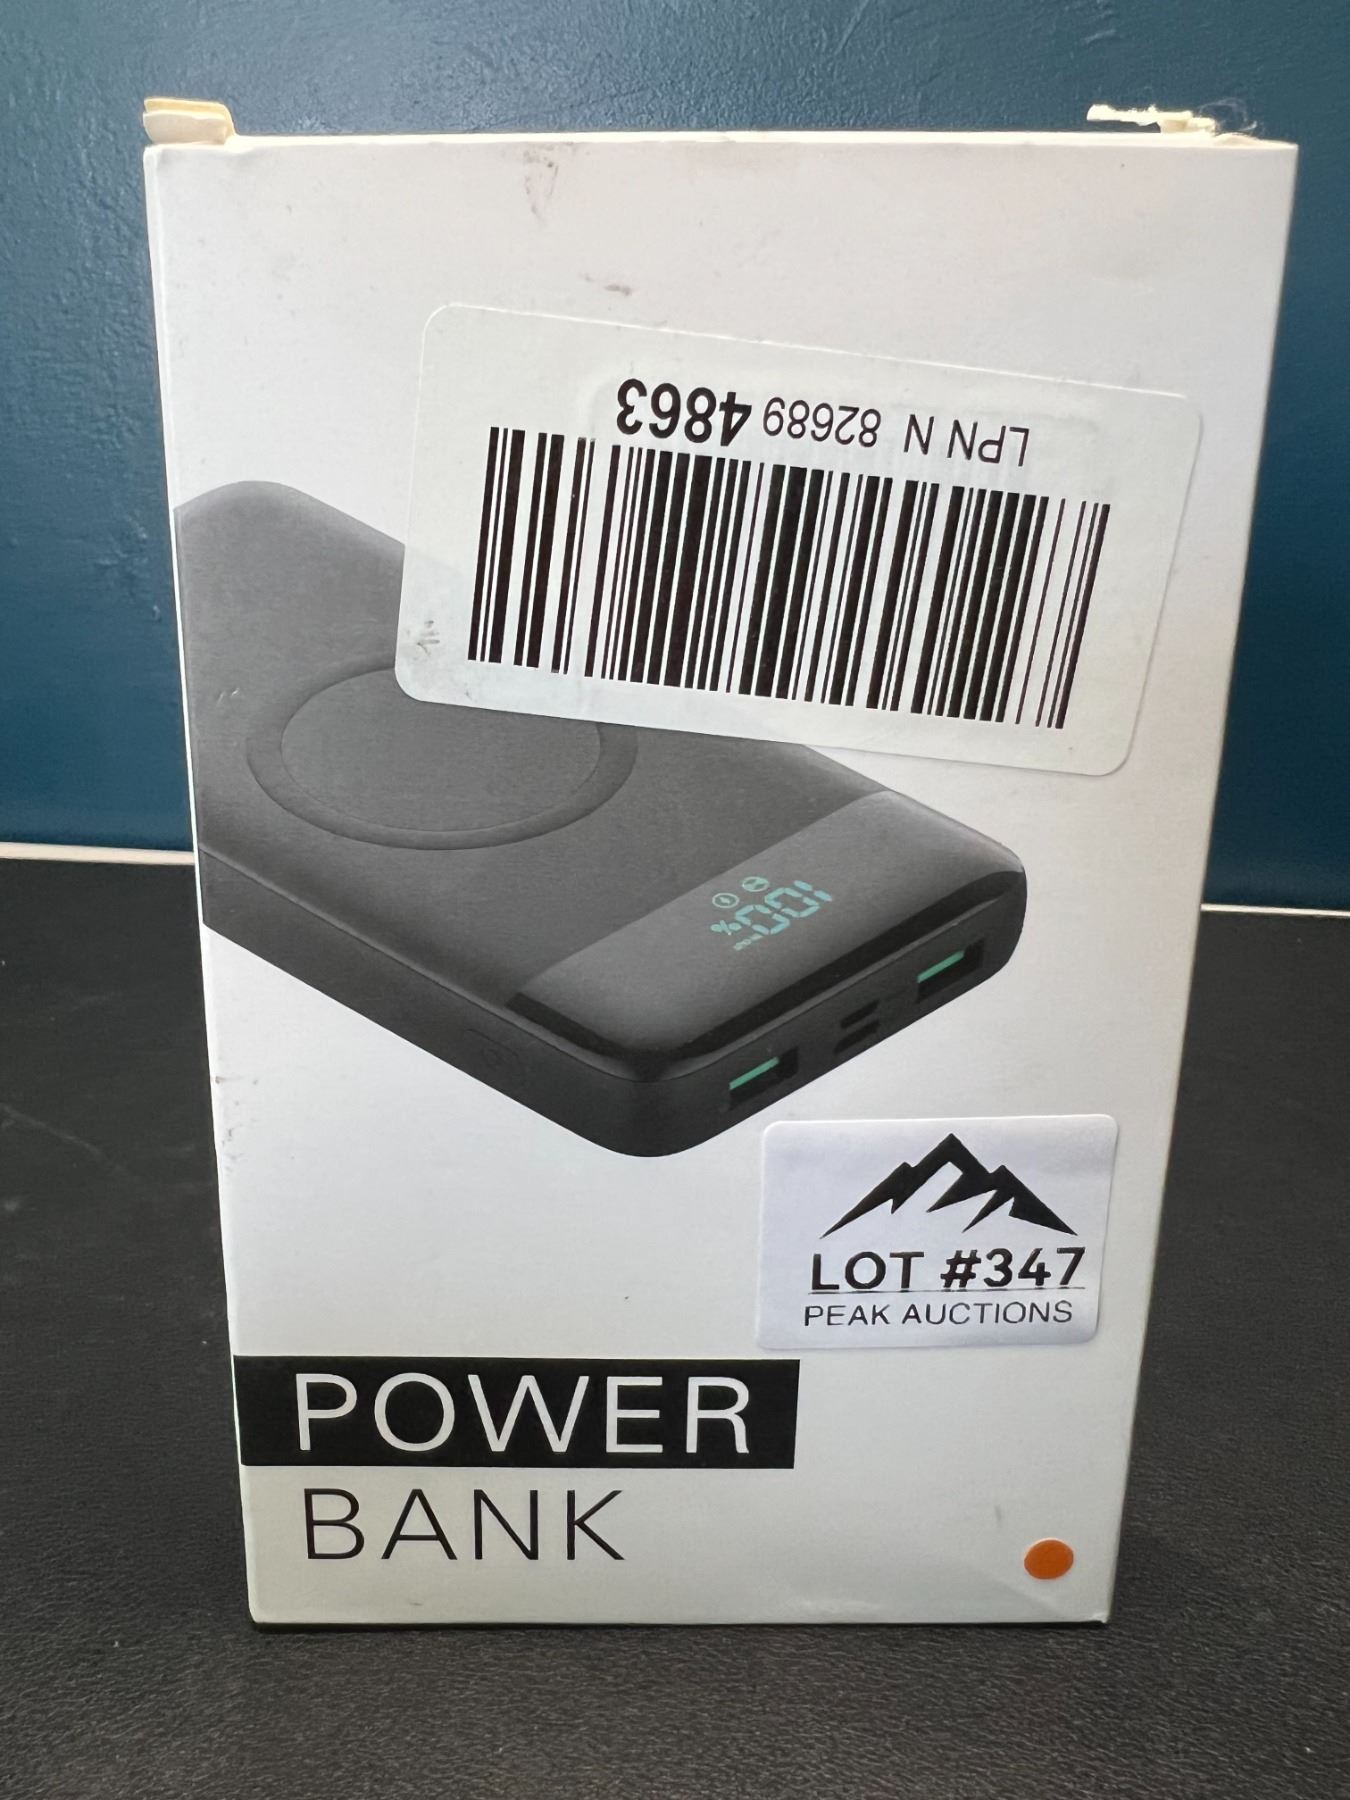 LPN N 82689 4863
100%
LOT #347
PEAK AUCTIONS
POWER
BANK